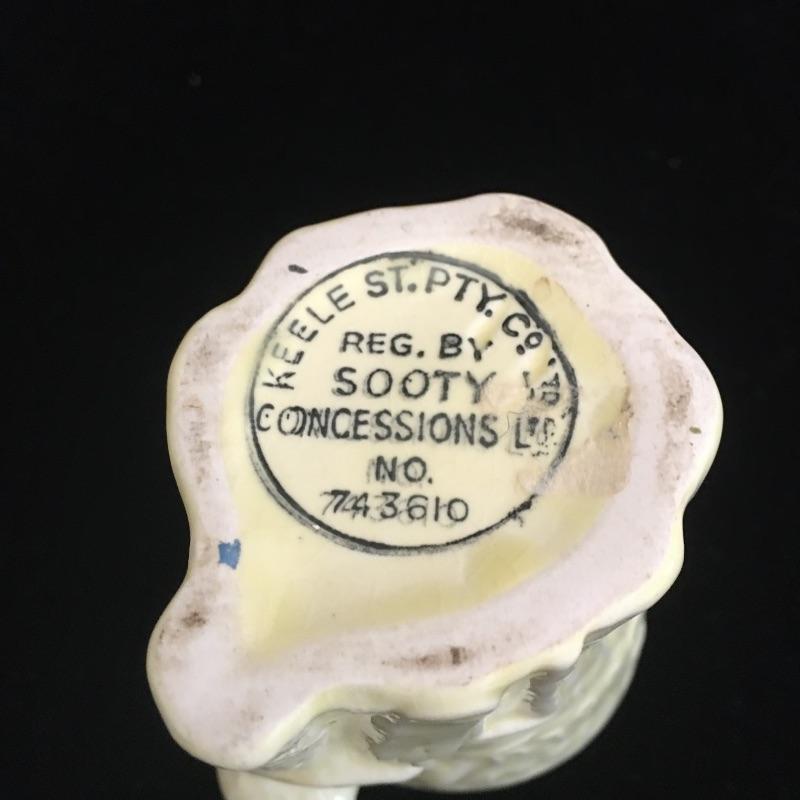 KEELE ST. PTY. CO. LTD
REG. BY
SOOTY
CONCESSIONS LTD.
NO.
743610